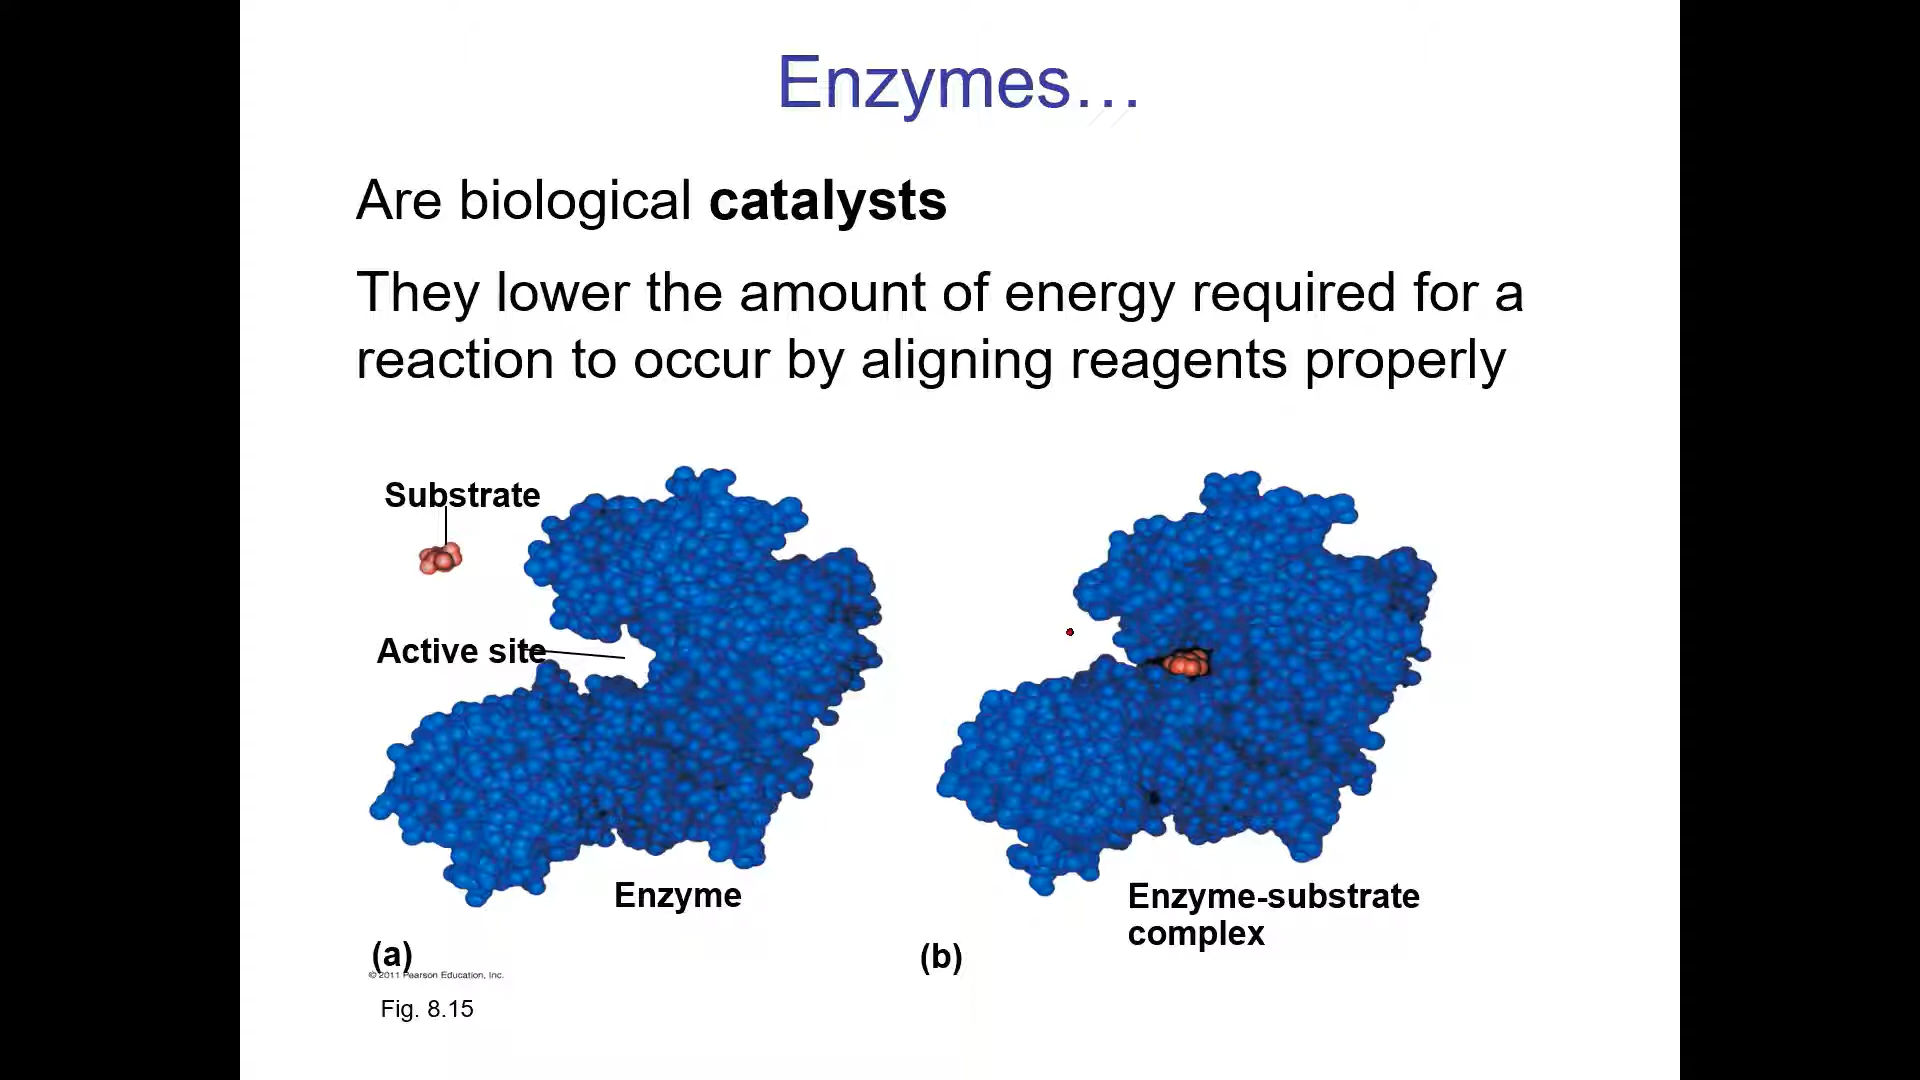 Enzymes…
Are biological catalysts
They lower the amount of energy required for a
reaction to occur by aligning reagents properly
Substrate
Active site
Enzyme
(a)
© 2011 Pearson Education, Inc.
Fig. 8.15
Enzyme-substrate
complex
(b)